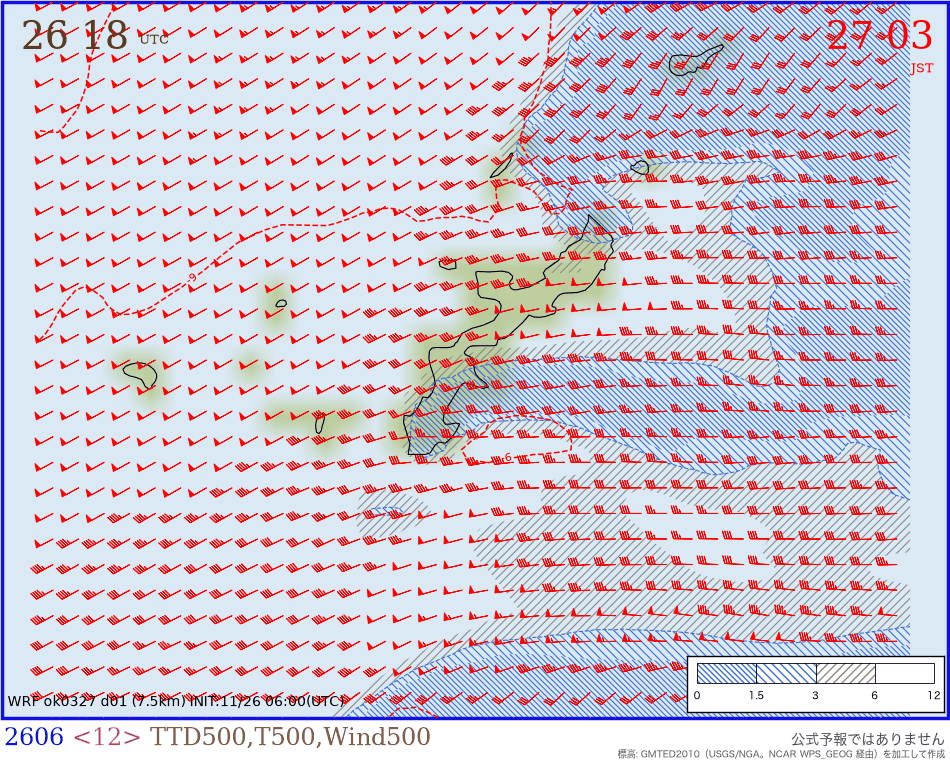 26 18 UTC
27 03
JST
-9
-6
0 1.5 3 6 12
WRF ok0327 d01 (7.5km) INIT:11/26 06:00(UTC)
2606 <12> TTD500,T500,Wind500
公式予報ではありません
標高: GMTED2010（USGS/NGA。NCAR WPS_GEOG 経由）を加工して作成